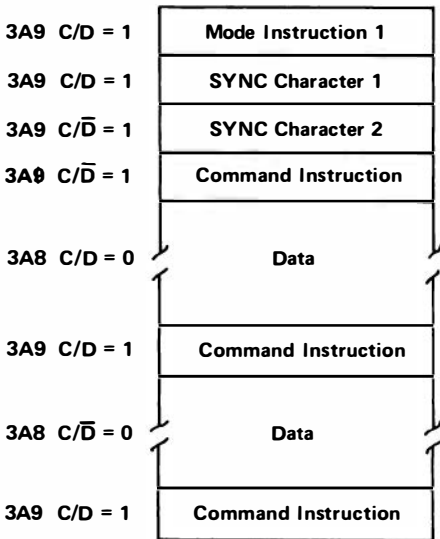 3A9 C/D = 1 Mode Instruction 1
3A9 C/D = 1 SYNC Character 1
3A9 C/D̅ = 1 SYNC Character 2
3A9 C/D̅ = 1 Command Instruction
3A8 C/D = 0 Data
3A9 C/D = 1 Command Instruction
3A8 C/D̅ = 0 Data
3A9 C/D = 1 Command Instruction